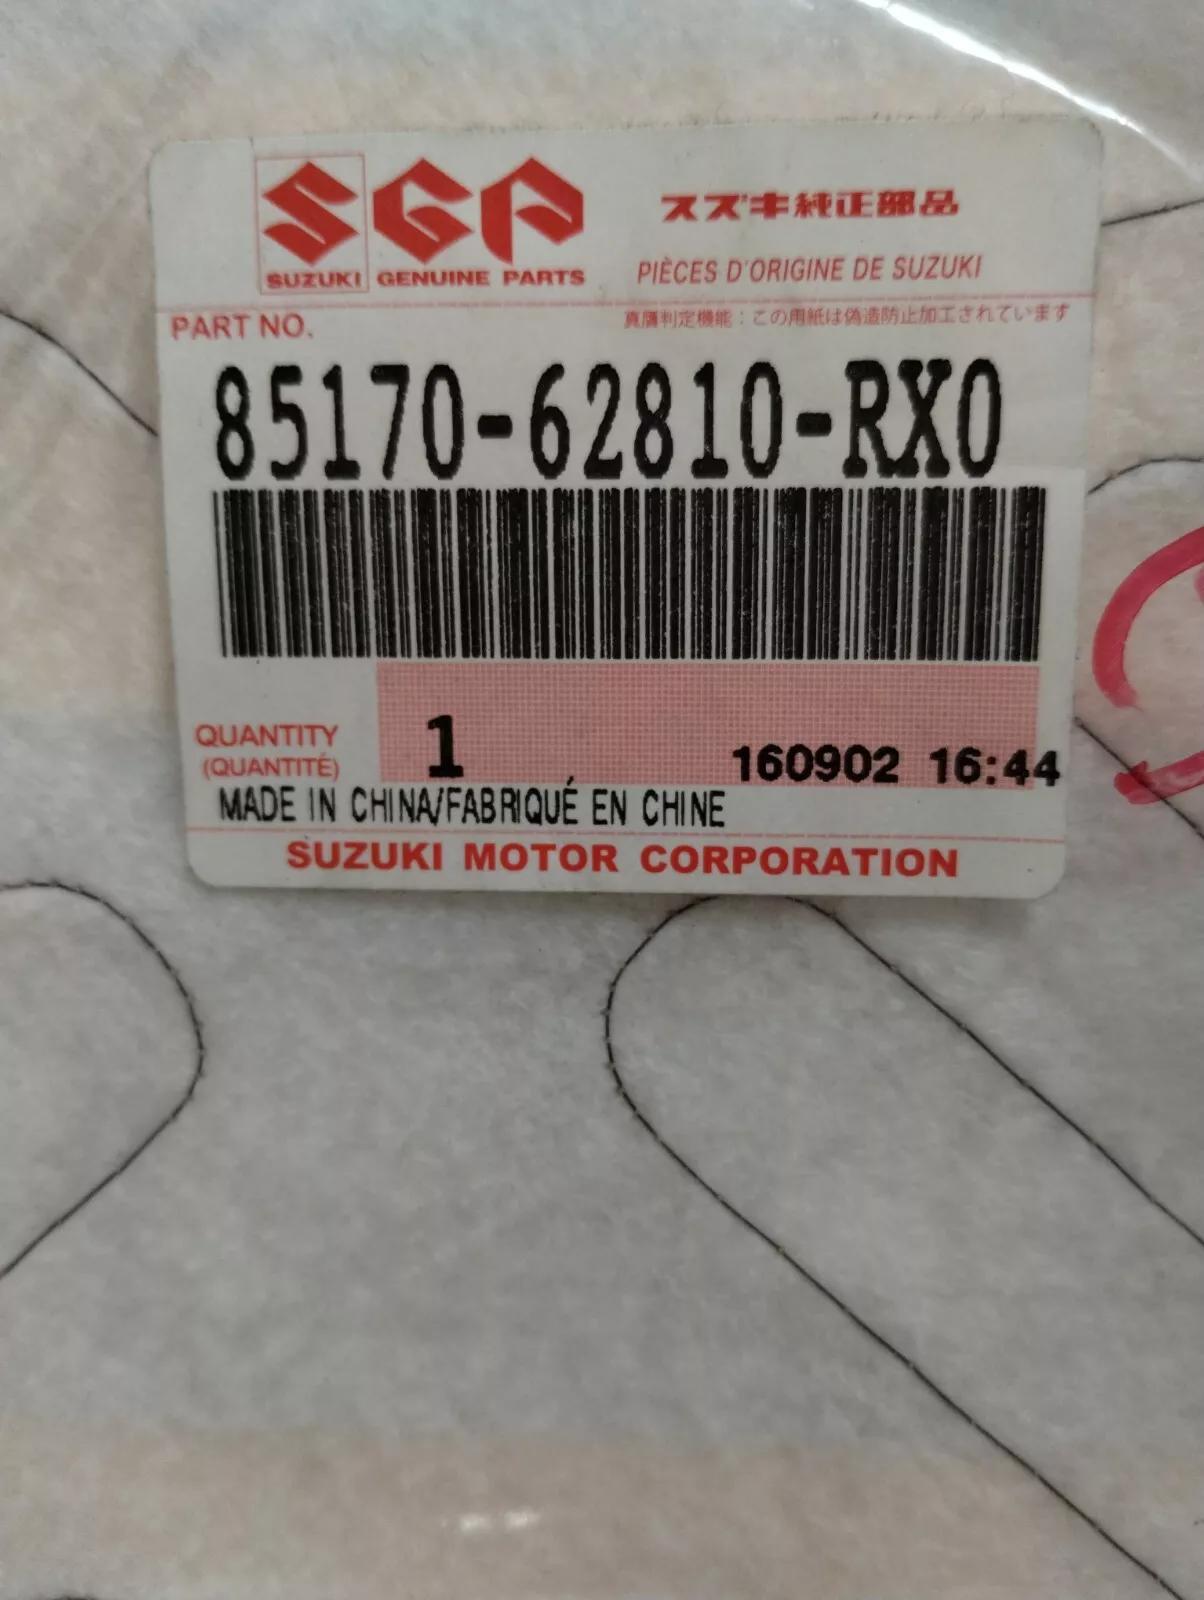 SGP
スズキ純正部品
SUZUKI GENUINE PARTS
PIÈCES D'ORIGINE DE SUZUKI
PART NO.
真贋判定機能：この用紙は偽造防止加工されています
85170-62810-RX0
QUANTITY
(QUANTITÉ)
1
160902 16:44
MADE IN CHINA/FABRIQUÉ EN CHINE
SUZUKI MOTOR CORPORATION